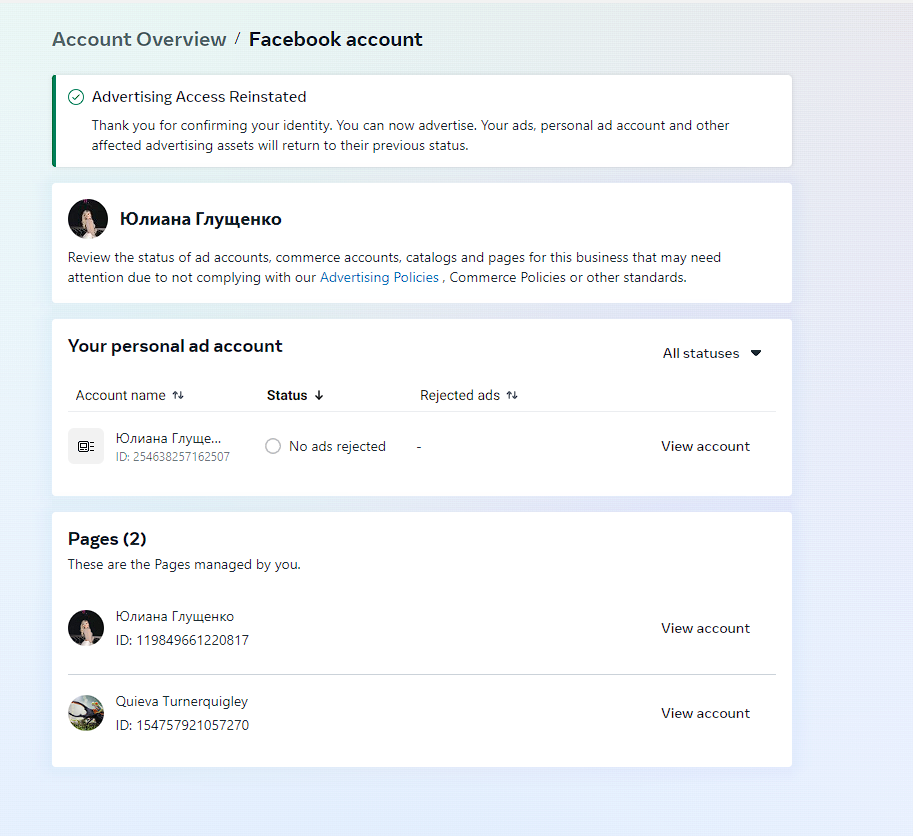 Account Overview / Facebook account
Advertising Access Reinstated
Thank you for confirming your identity. You can now advertise. Your ads, personal ad account and other
affected advertising assets will return to their previous status.
Юлиана Глущенко
Review the status of ad accounts, commerce accounts, catalogs and pages for this business that may need
attention due to not complying with our Advertising Policies , Commerce Policies or other standards.
Your personal ad account
All statuses
Account name Status Rejected ads
Юлиана Глуще...
ID: 254638257162507
No ads rejected - View account
Pages (2)
These are the Pages managed by you.
Юлиана Глущенко
ID: 119849661220817
View account
Quieva Turnerquigley
ID: 154757921057270
View account